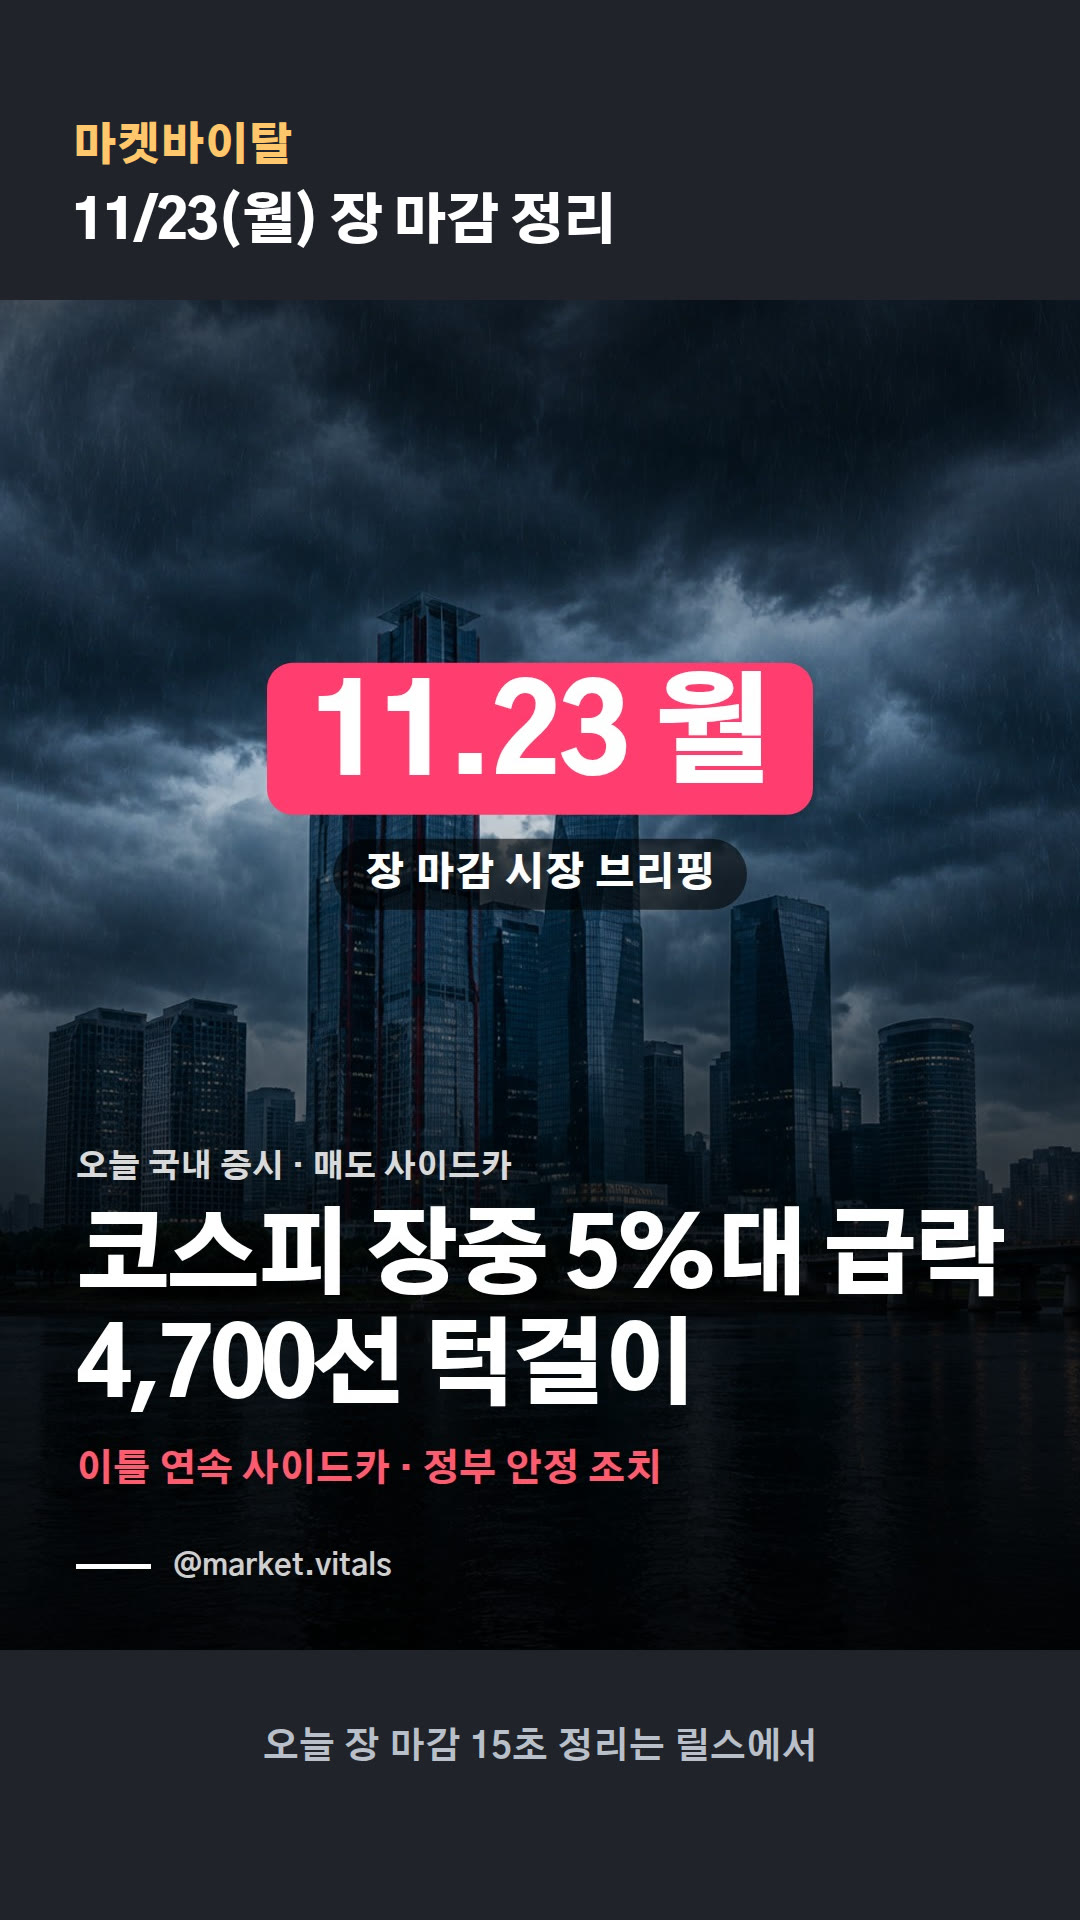 마켓바이탈
11/23(월) 장 마감 정리
11.23 월
장 마감 시장 브리핑
오늘 국내 증시 · 매도 사이드카
코스피 장중 5%대 급락
4,700선 턱걸이
이틀 연속 사이드카 · 정부 안정 조치
@market.vitals
오늘 장 마감 15초 정리는 릴스에서